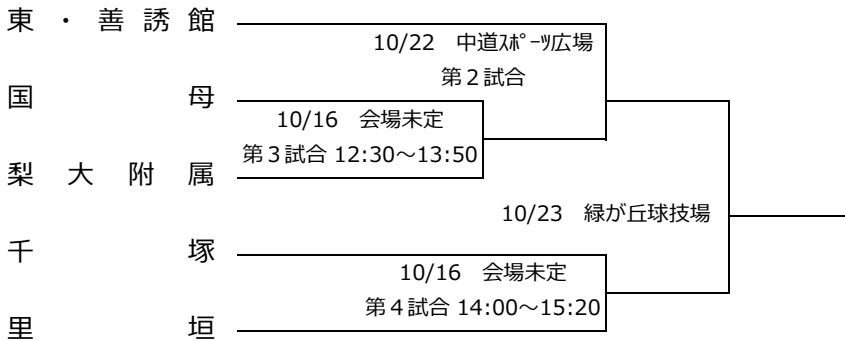 東・善誘館
10/22　中道ｽﾎﾟｰﾂ広場
第２試合
国母
10/16　会場未定
第３試合 12:30～13:50
梨大附属
10/23　緑が丘球技場
千塚
10/16　会場未定
第４試合 14:00～15:20
里垣